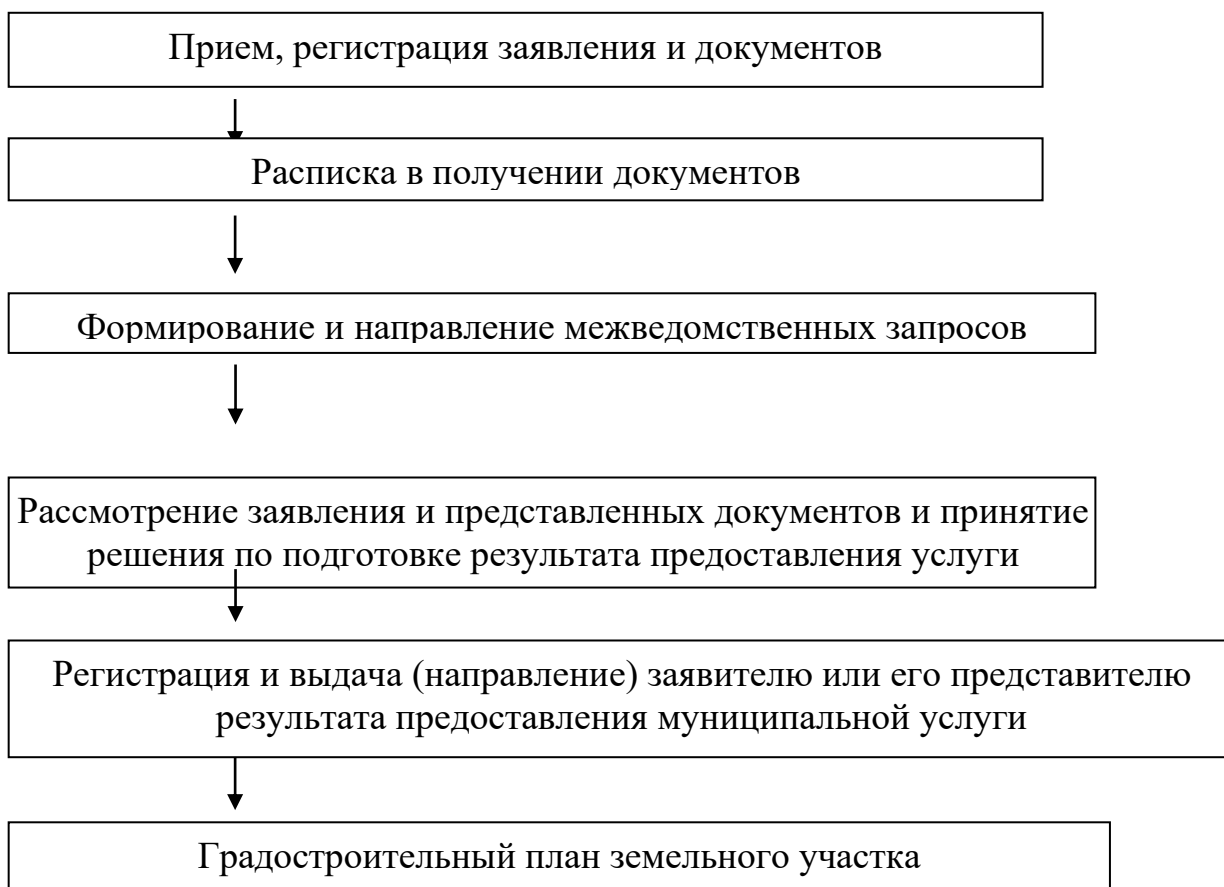 Прием, регистрация заявления и документов
Расписка в получении документов
Формирование и направление межведомственных запросов
Рассмотрение заявления и представленных документов и принятие
решения по подготовке результата предоставления услуги
Регистрация и выдача (направление) заявителю или его представителю
результата предоставления муниципальной услуги
Градостроительный план земельного участка